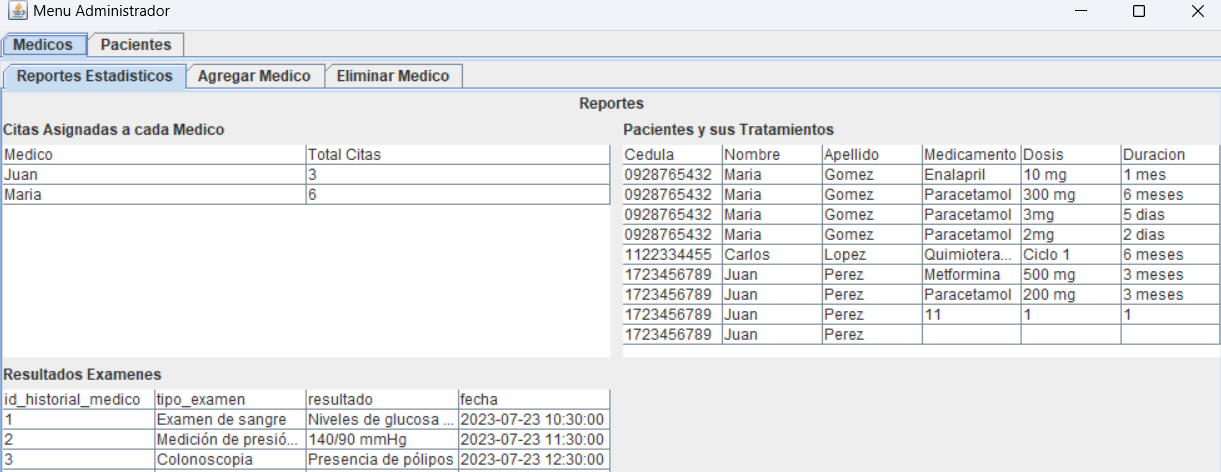 Menu Administrador
Medicos Pacientes
Reportes Estadisticos Agregar Medico Eliminar Medico
Reportes
Citas Asignadas a cada Medico
Medico Total Citas
Juan 3
Maria 6
Pacientes y sus Tratamientos
Cedula Nombre Apellido Medicamento Dosis Duracion
0928765432 Maria Gomez Enalapril 10 mg 1 mes
0928765432 Maria Gomez Paracetamol 300 mg 6 meses
0928765432 Maria Gomez Paracetamol 3mg 5 dias
0928765432 Maria Gomez Paracetamol 2mg 2 dias
1122334455 Carlos Lopez Quimiotera... Ciclo 1 6 meses
1723456789 Juan Perez Metformina 500 mg 3 meses
1723456789 Juan Perez Paracetamol 200 mg 3 meses
1723456789 Juan Perez 11 1 1
1723456789 Juan Perez
Resultados Examenes
id_historial_medico tipo_examen resultado fecha
1 Examen de sangre Niveles de glucosa ... 2023-07-23 10:30:00
2 Medición de presió... 140/90 mmHg 2023-07-23 11:30:00
3 Colonoscopia Presencia de pólipos 2023-07-23 12:30:00